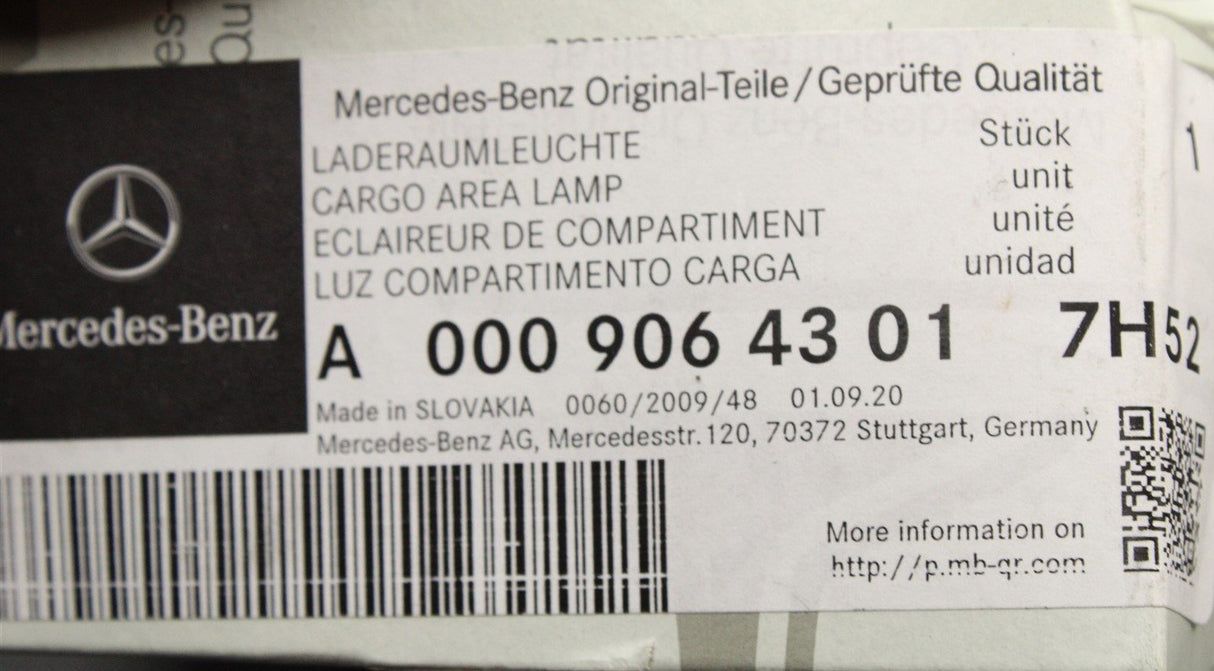 es-
Qu
Mercedes-Benz
Mercedes-Benz Original-Teile/Geprüfte Qualität
LADERAUMLEUCHTE Stück 1
CARGO AREA LAMP unit
ECLAIREUR DE COMPARTIMENT unité
LUZ COMPARTIMENTO CARGA unidad
A 000 906 43 01 7H52
Made in SLOVAKIA 0060/2009/48 01.09.20
Mercedes-Benz AG, Mercedesstr.120, 70372 Stuttgart, Germany
More information on
http://p.mb-qr.com